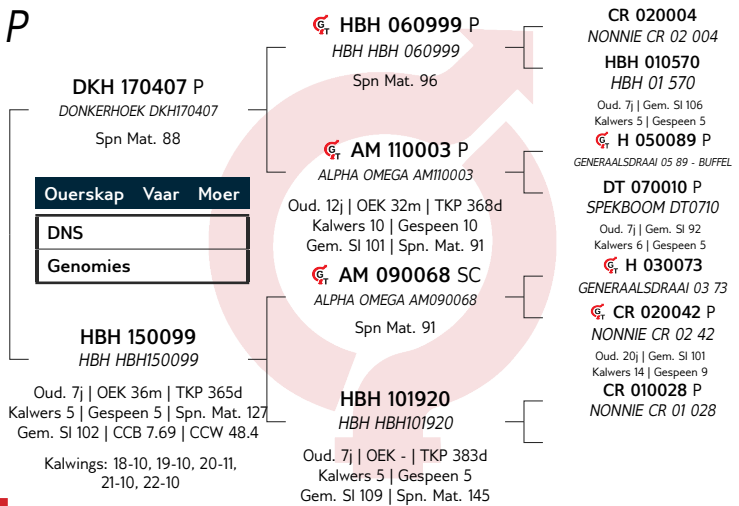 P
DKH 170407 P
DONKERHOEK DKH170407
Spn Mat. 88
Ouerskap Vaar Moer
DNS
Genomies
HBH 150099
HBH HBH150099
Oud. 7j | OEK 36m | TKP 365d
Kalwers 5 | Gespeen 5 | Spn. Mat. 127
Gem. SI 102 | CCB 7.69 | CCW 48.4
Kalwings: 18-10, 19-10, 20-11,
21-10, 22-10
GT HBH 060999 P
HBH HBH 060999
Spn Mat. 96
GT AM 110003 P
ALPHA OMEGA AM110003
Oud. 12j | OEK 32m | TKP 368d
Kalwers 10 | Gespeen 10
Gem. SI 101 | Spn. Mat. 91
GT AM 090068 SC
ALPHA OMEGA AM090068
Spn Mat. 91
HBH 101920
HBH HBH101920
Oud. 7j | OEK - | TKP 383d
Kalwers 5 | Gespeen 5
Gem. SI 109 | Spn. Mat. 145
CR 020004
NONNIE CR 02 004
HBH 010570
HBH 01 570
Oud. 7j | Gem. SI 106
Kalwers 5 | Gespeen 5
GT H 050089 P
GENERAALSDRAAI 05 89 - BUFFEL
DT 070010 P
SPEKBOOM DT0710
Oud. 7j | Gem. SI 92
Kalwers 6 | Gespeen 5
GT H 030073
GENERAALSDRAAI 03 73
GT CR 020042 P
NONNIE CR 02 42
Oud. 20j | Gem. SI 101
Kalwers 14 | Gespeen 9
CR 010028 P
NONNIE CR 01 028